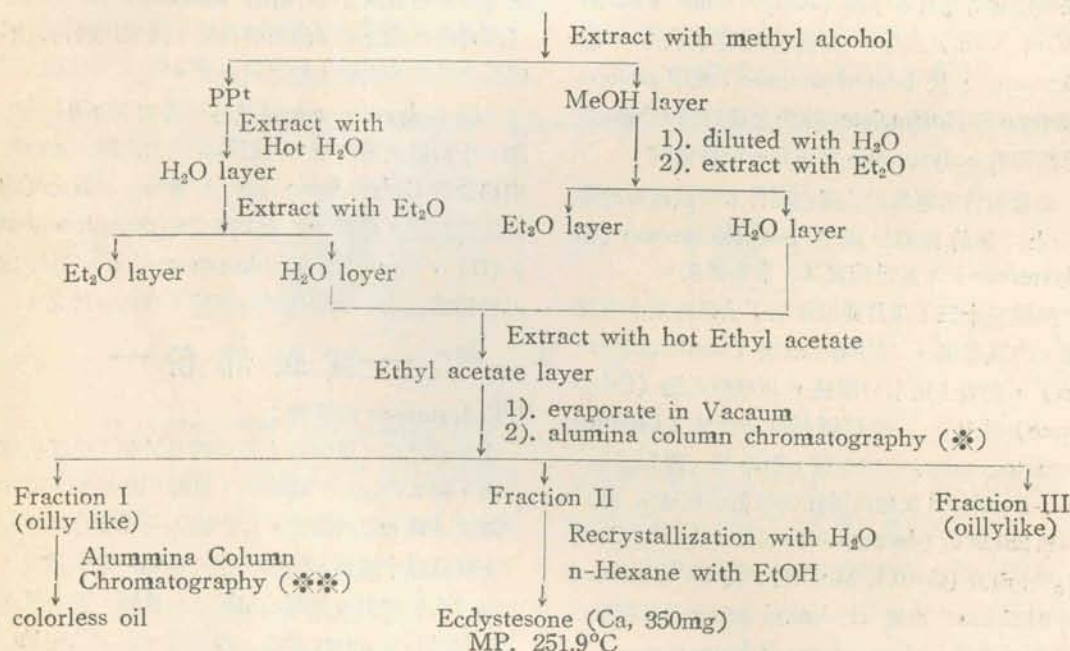 Extract with methyl alcohol
PPt
MeOH layer
Extract with
Hot H₂O
1). diluted with H₂O
2). extract with Et₂O
H₂O layer
Extract with Et₂O
Et₂O layer
H₂O layer
Et₂O layer
H₂O loyer
Extract with hot Ethyl acetate
Ethyl acetate layer
1). evaporate in Vacaum
2). alumina column chromatography (※)
Fraction I
(oilly like)
Fraction II
Fraction III
(oillylike)
Alummina Column
Chromatography (※※)
Recrystallization with H₂O
n-Hexane with EtOH
colorless oil
Ecdystesone (Ca, 350mg)
MP. 251.9°C